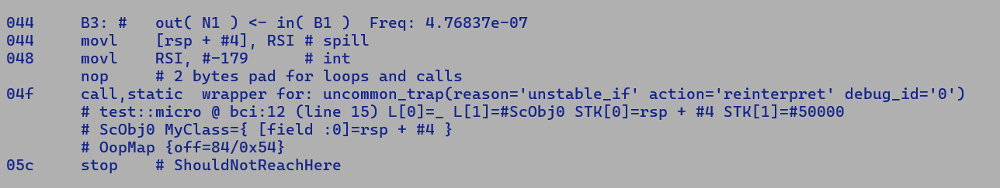 044 B3: # out( N1 ) <- in( B1 ) Freq: 4.76837e-07
044 movl [rsp + #4], RSI # spill
048 movl RSI, #-179 # int
nop # 2 bytes pad for loops and calls
04f call,static wrapper for: uncommon_trap(reason='unstable_if' action='reinterpret' debug_id='0')
# test::micro @ bci:12 (line 15) L[0]=_ L[1]=#ScObj0 STK[0]=rsp + #4 STK[1]=#50000
# ScObj0 MyClass={ [field :0]=rsp + #4 }
# OopMap {off=84/0x54}
05c stop # ShouldNotReachHere